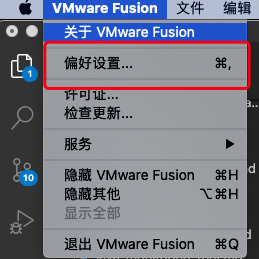 VMware Fusion 文件 编辑
关于 VMware Fusion
偏好设置... ⌘,
1
许可证...
检查更新...
服务 ▶
10
隐藏 VMware Fusion ⌘H
隐藏其他 ⌥⌘H
显示全部
退出 VMware Fusion ⌘Q